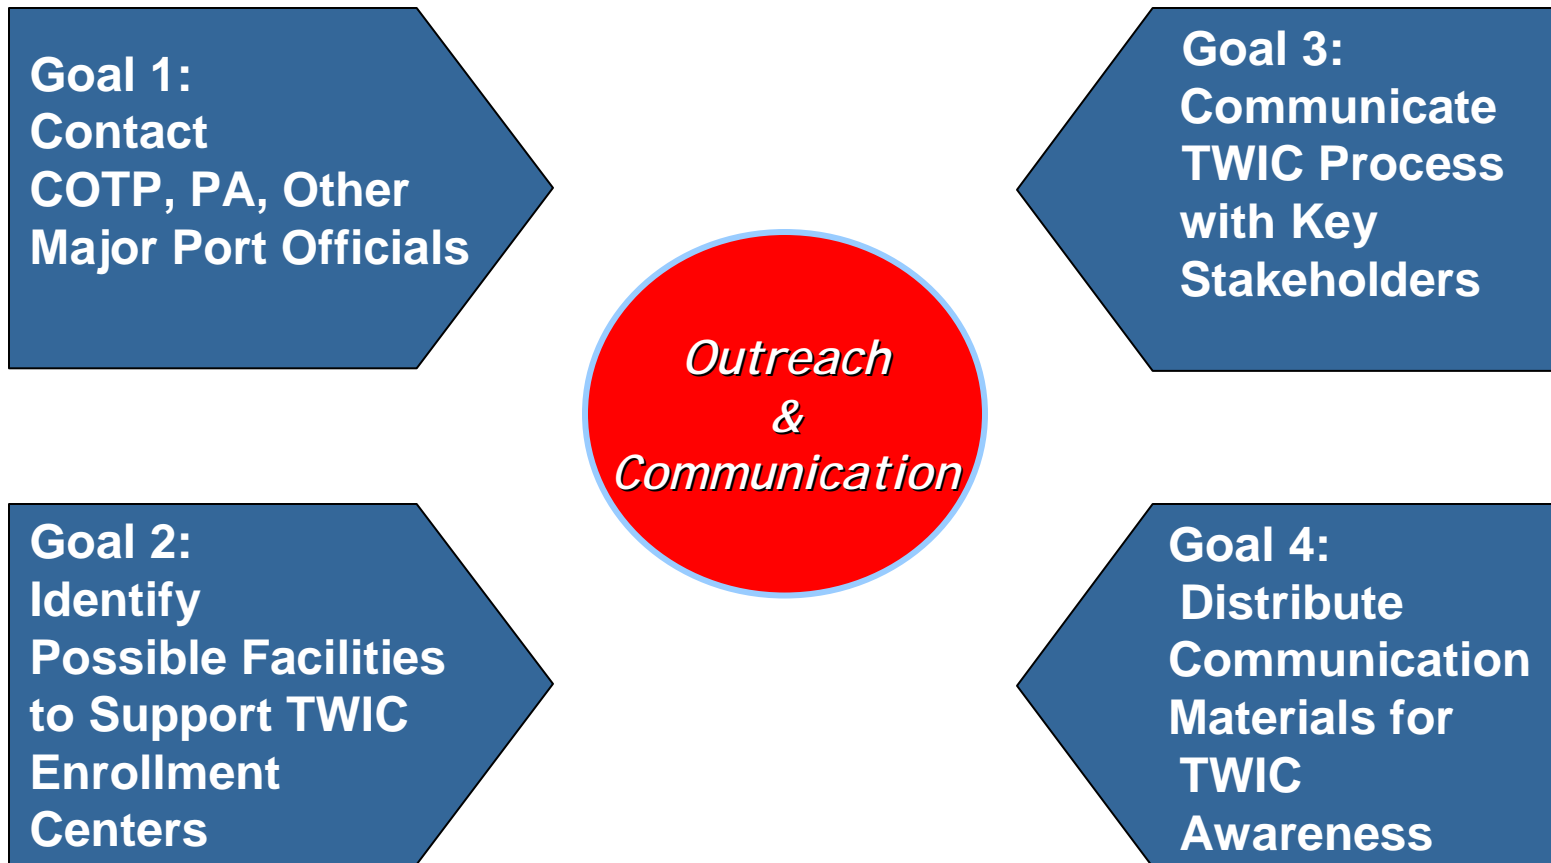 Goal 1:
Contact
COTP, PA, Other
Major Port Officials
Goal 2:
Identify
Possible Facilities
to Support TWIC
Enrollment
Centers
Outreach
&
Communication
Goal 3:
Communicate
TWIC Process
with Key
Stakeholders
Goal 4:
Distribute
Communication
Materials for
TWIC
Awareness